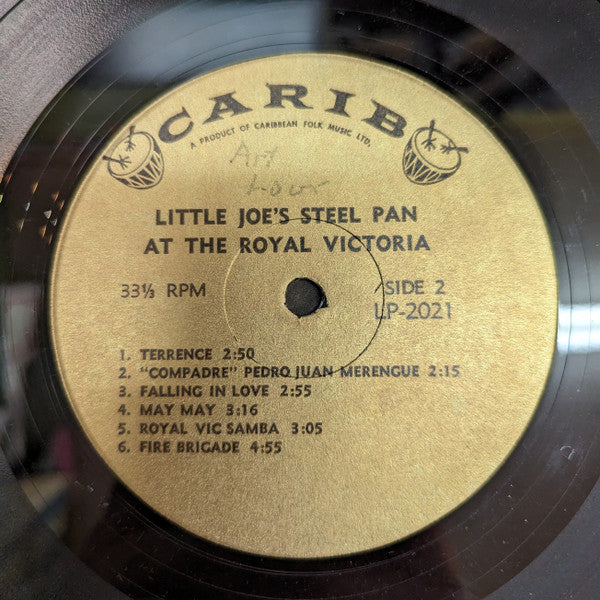 CARIB
A PRODUCT OF CARIBBEAN FOLK MUSIC LTD.
LITTLE JOE'S STEEL PAN
AT THE ROYAL VICTORIA
33⅓ RPM
SIDE 2
LP-2021
1. TERRENCE 2:50
2. "COMPADRE" PEDRO JUAN MERENGUE 2:15
3. FALLING IN LOVE 2:55
4. MAY MAY 3:16
5. ROYAL VIC SAMBA 3:05
6. FIRE BRIGADE 4:55